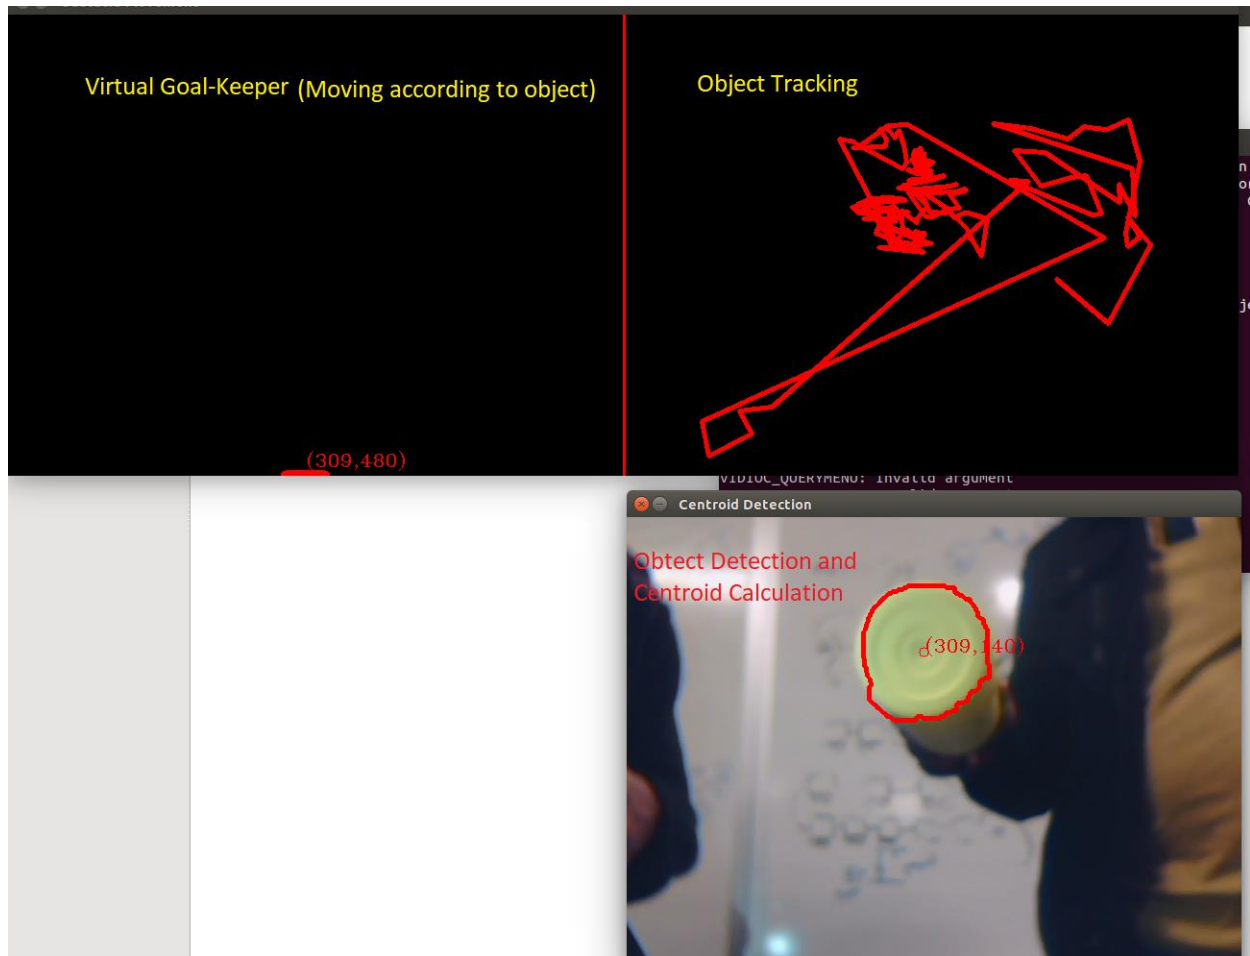 Virtual Goal-Keeper (Moving according to object)
Object Tracking
(309,480)
VIDIOC_QUERYMENU: Invalid argument
Centroid Detection
Obtect Detection and
Centroid Calculation
(309,140)